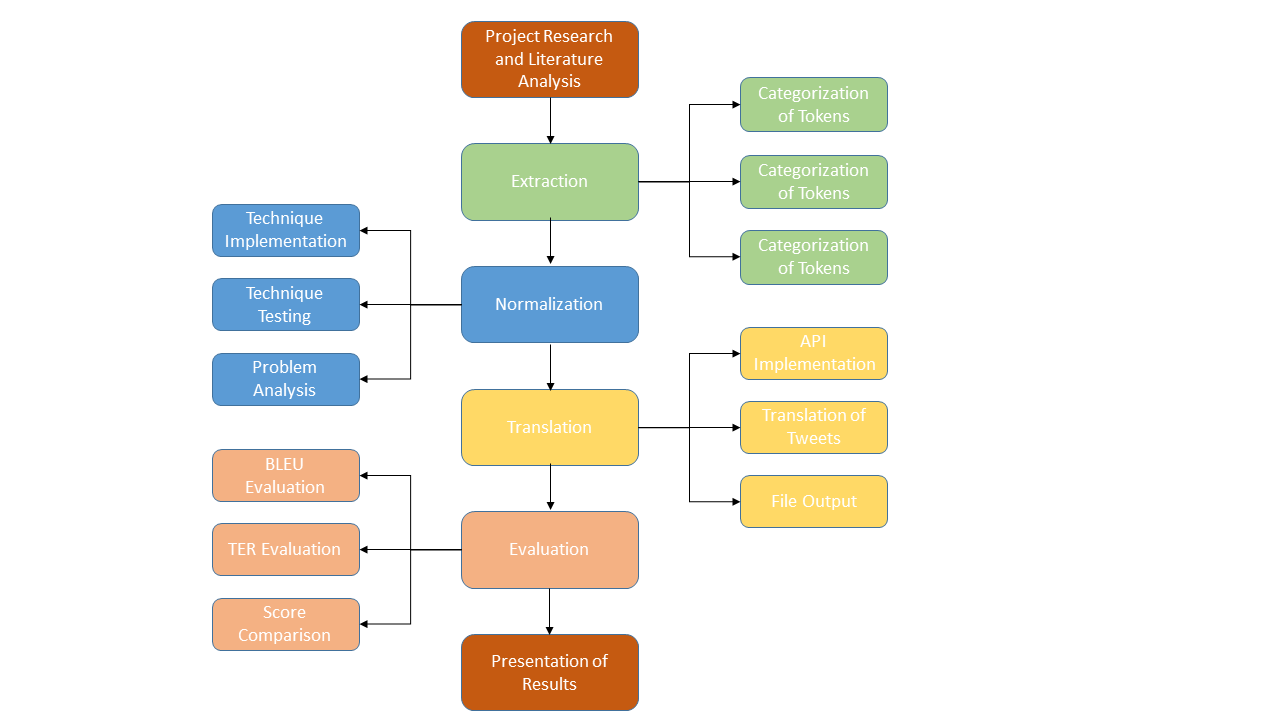 Project Research
and Literature
Analysis
Categorization
of Tokens
Extraction
Categorization
of Tokens
Categorization
of Tokens
Technique
Implementation
Normalization
Technique
Testing
Problem
Analysis
API
Implementation
Translation
Translation of
Tweets
File Output
BLEU
Evaluation
Evaluation
TER Evaluation
Score
Comparison
Presentation of
Results